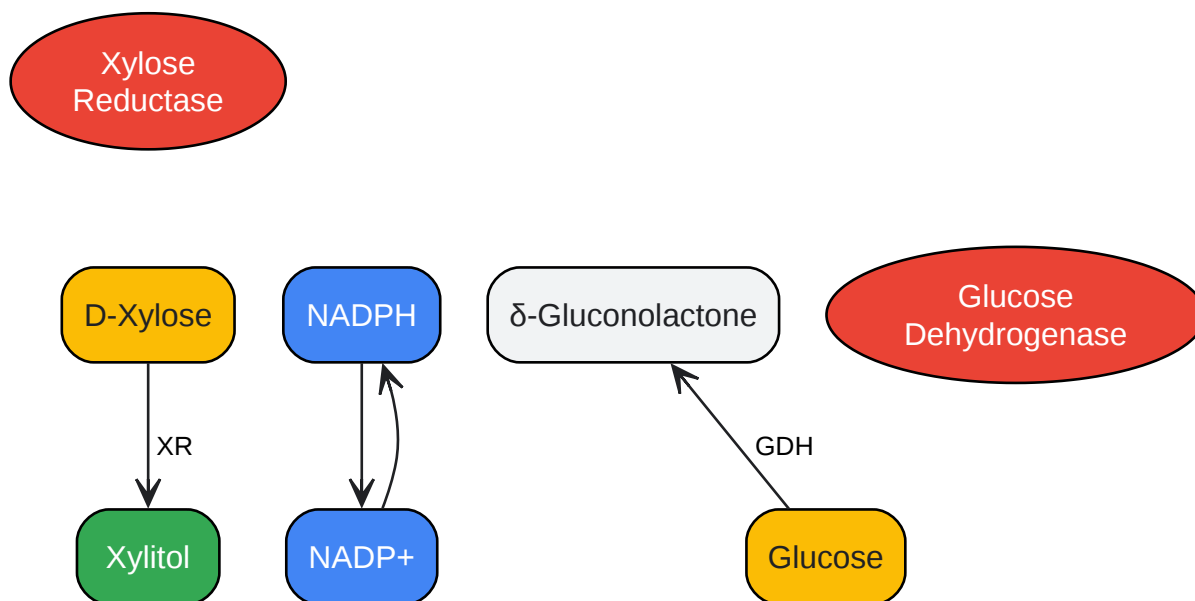 Xylose
Reductase
D-Xylose
NADPH
δ-Gluconolactone
Glucose
Dehydrogenase
XR
GDH
Xylitol
NADP+
Glucose